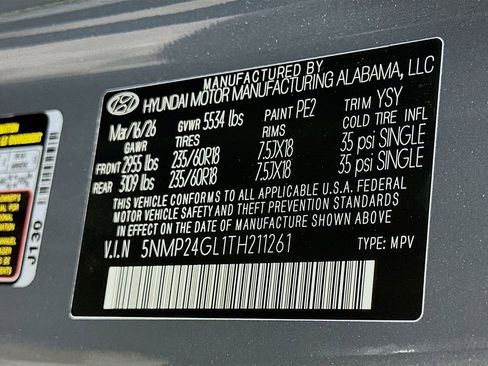 MANUFACTURED BY
HYUNDAI MOTOR MANUFACTURING ALABAMA, LLC
Mar/16/26 GVWR 5534 lbs PAINT PE2 TRIM YSY
GAWR TIRES RIMS COLD TIRE INFL
FRONT 2955 lbs 235/60R18 7.5JX18 35 psi SINGLE
REAR 3109 lbs 235/60R18 7.5JX18 35 psi SINGLE
THIS VEHICLE CONFORMS TO ALL APPLICABLE U.S.A. FEDERAL
MOTOR VEHICLE SAFETY AND THEFT PREVENTION STANDARDS
IN EFFECT ON THE DATE OF MANUFACTURE SHOWN ABOVE.
V.I.N 5NMP24GL1TH211261 TYPE: MPV
J130